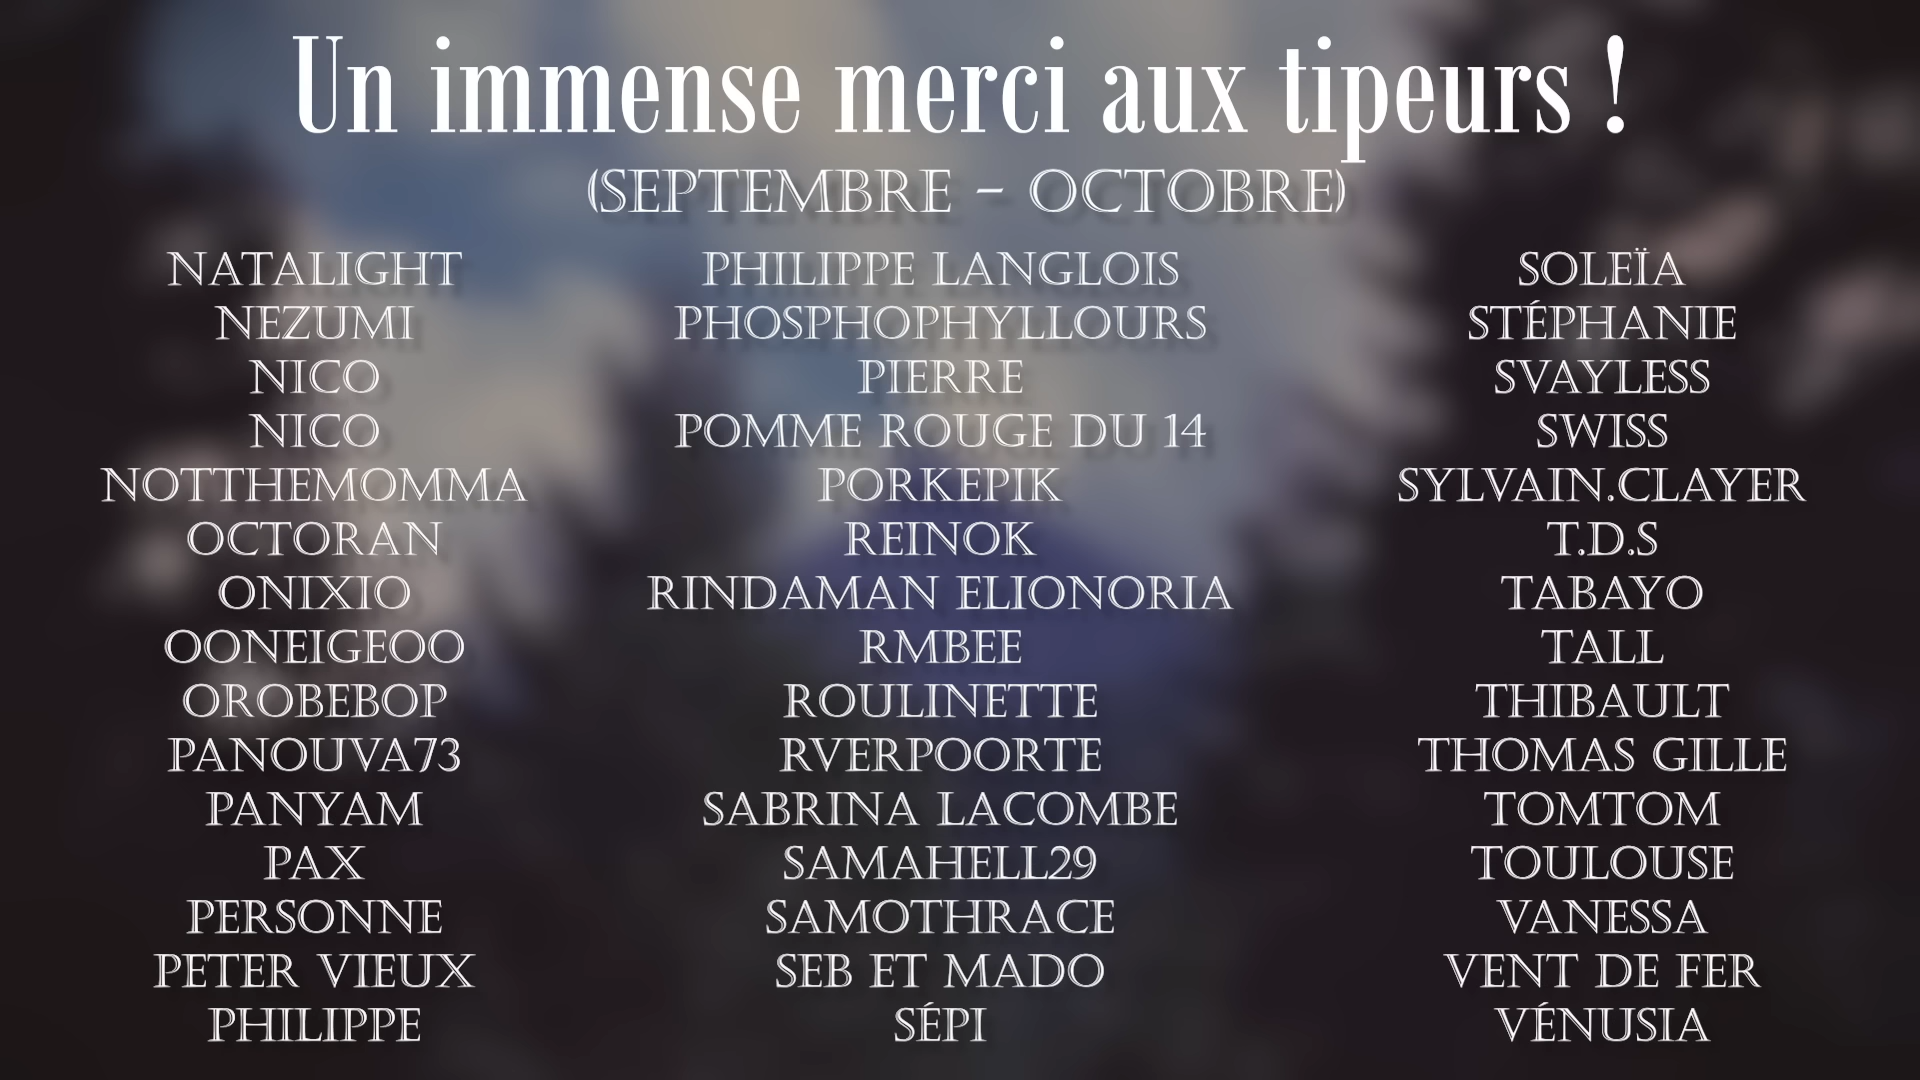 Un immense merci aux tipeurs !
(SEPTEMBRE - OCTOBRE)
NATALIGHT
NEZUMI
NICO
NICO
NOTTHEMOMMA
OCTORAN
ONIXIO
OONEIGEOO
OROBEBOP
PANOUVA73
PANYAM
PAX
PERSONNE
PETER VIEUX
PHILIPPE
PHILIPPE LANGLOIS
PHOSPHOPHYLLOURS
PIERRE
POMME ROUGE DU 14
PORKEPIK
REINOK
RINDAMAN ELIONORIA
RMBEE
ROULINETTE
RVERPOORTE
SABRINA LACOMBE
SAMAHELL29
SAMOTHRACE
SEB ET MADO
SÉPI
SOLEÏA
STÉPHANIE
SVAYLESS
SWISS
SYLVAIN.CLAYER
T.D.S
TABAYO
TALL
THIBAULT
THOMAS GILLE
TOMTOM
TOULOUSE
VANESSA
VENT DE FER
VÉNUSIA